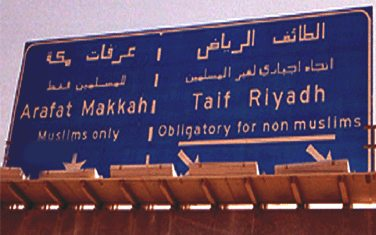 عرفات مكة | الطائف الرياض
للمسلمين فقط | اتجاه اجباري لغير المسلمين
Arafat Makkah | Taif Riyadh
Muslims only | Obligatory for non muslims